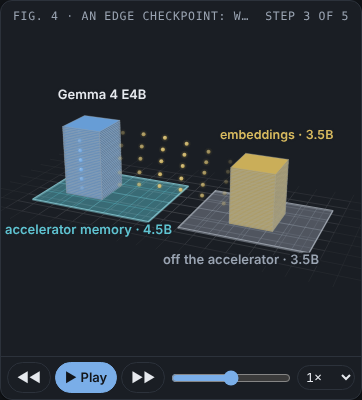 FIG. 4 · AN EDGE CHECKPOINT: W… STEP 3 OF 5
Gemma 4 E4B
embeddings · 3.5B
accelerator memory · 4.5B
off the accelerator · 3.5B
Play
1×